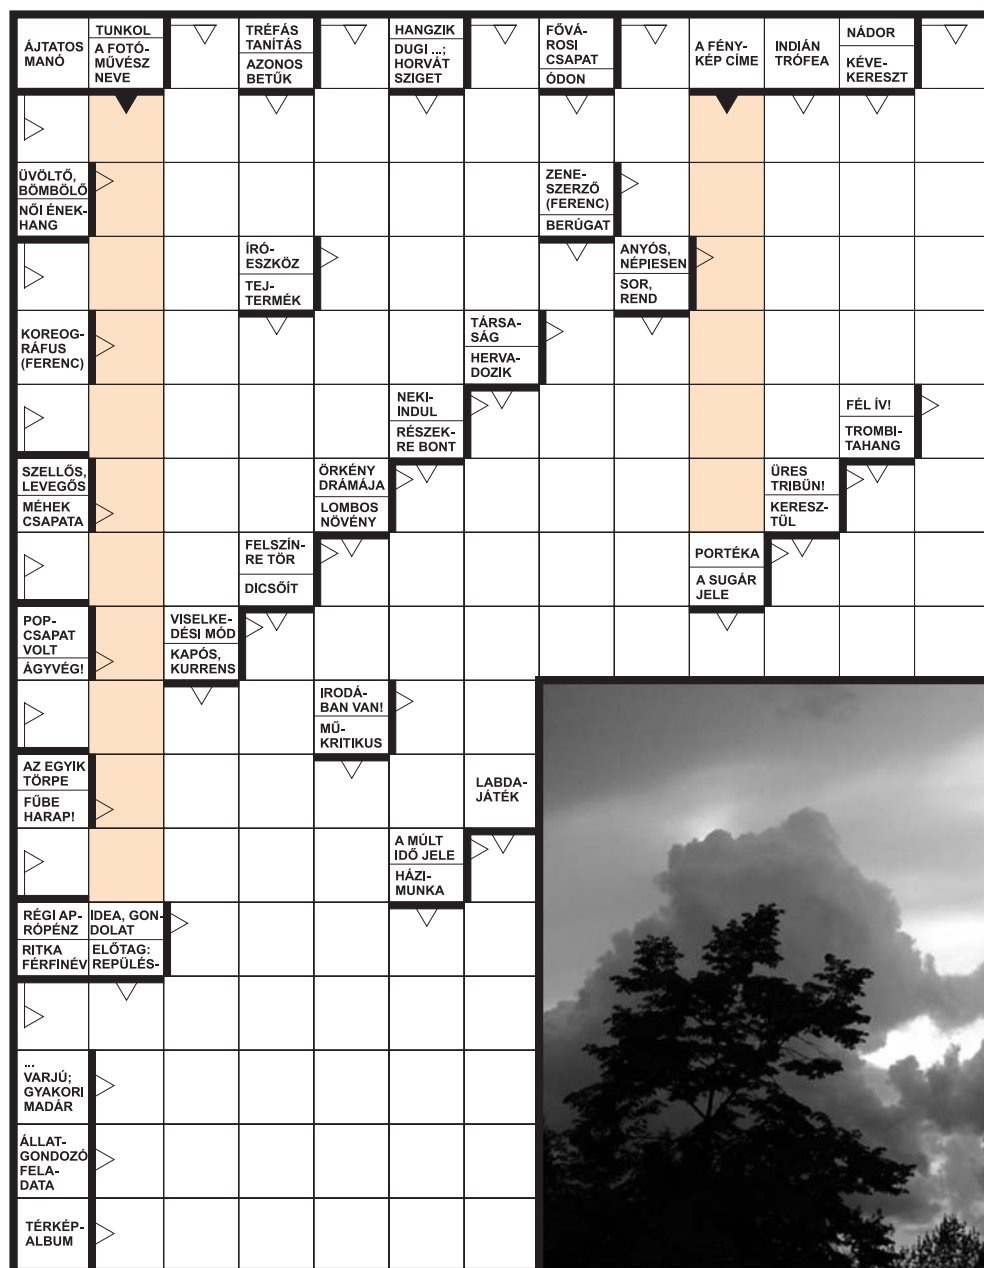 ÁJTATOS
MANÓ
TUNKOL
A FOTÓ-
MŰVÉSZ
NEVE
TRÉFÁS
TANÍTÁS
AZONOS
BETŰK
HANGZIK
DUGI ...;
HORVÁT
SZIGET
FŐVÁ-
ROSI
CSAPAT
ÓDON
A FÉNY-
KÉP CÍME
INDIÁN
TRÓFEA
NÁDOR
KÉVE-
KERESZT
ÜVÖLTŐ,
BÖMBÖLŐ
NŐI ÉNEK-
HANG
ZENE-
SZERZŐ
(FERENC)
BERÚGAT
ÍRÓ-
ESZKÖZ
TEJ-
TERMÉK
ANYÓS,
NÉPIESEN
SOR,
REND
KOREOG-
RÁFUS
(FERENC)
TÁRSA-
SÁG
HERVA-
DOZIK
NEKI-
INDUL
RÉSZEK-
RE BONT
FÉL ÍV!
TROMBI-
TAHANG
SZELLŐS,
LEVEGŐS
MÉHEK
CSAPATA
ÖRKÉNY
DRÁMÁJA
LOMBOS
NÖVÉNY
ÜRES
TRIBÜN!
KERESZ-
TÜL
FELSZÍN-
RE TÖR
DICSŐÍT
PORTÉKA
A SUGÁR
JELE
POP-
CSAPAT
VOLT
ÁGYVÉG!
VISELKE-
DÉSI MÓD
KAPÓS,
KURRENS
IRODÁ-
BAN VAN!
MŰ-
KRITIKUS
AZ EGYIK
TÖRPE
FŰBE
HARAP!
LABDA-
JÁTÉK
A MÚLT
IDŐ JELE
HÁZI-
MUNKA
RÉGI AP-
RÓPÉNZ
RITKA
FÉRFINÉV
IDEA, GON-
DOLAT
ELŐTAG:
REPÜLÉS-
...
VARJÚ;
GYAKORI
MADÁR
ÁLLAT-
GONDOZÓ
FELA-
DATA
TÉRKÉP-
ALBUM